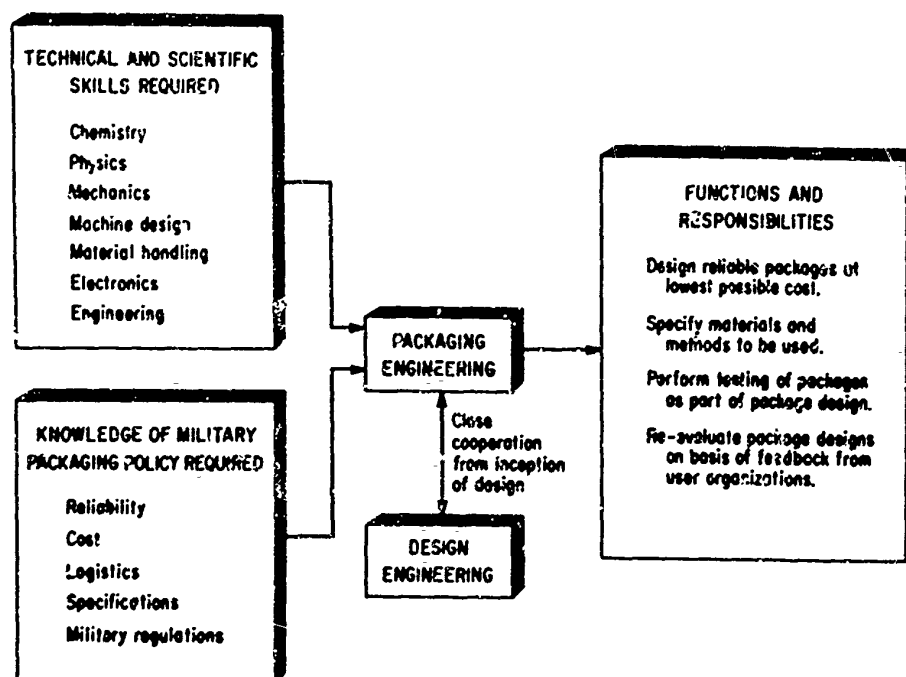 TECHNICAL AND SCIENTIFIC
SKILLS REQUIRED
Chemistry
Physics
Mechanics
Machine design
Material handling
Electronics
Engineering
KNOWLEDGE OF MILITARY
PACKAGING POLICY REQUIRED
Reliability
Cost
Logistics
Specifications
Military regulations
PACKAGING
ENGINEERING
Close
cooperation
from inception
of design
DESIGN
ENGINEERING
FUNCTIONS AND
RESPONSIBILITIES
Design reliable packages at
lowest possible cost.
Specify materials and
methods to be used.
Perform testing of packages
as part of package design.
Re-evaluate package designs
on basis of feedback from
user organizations.